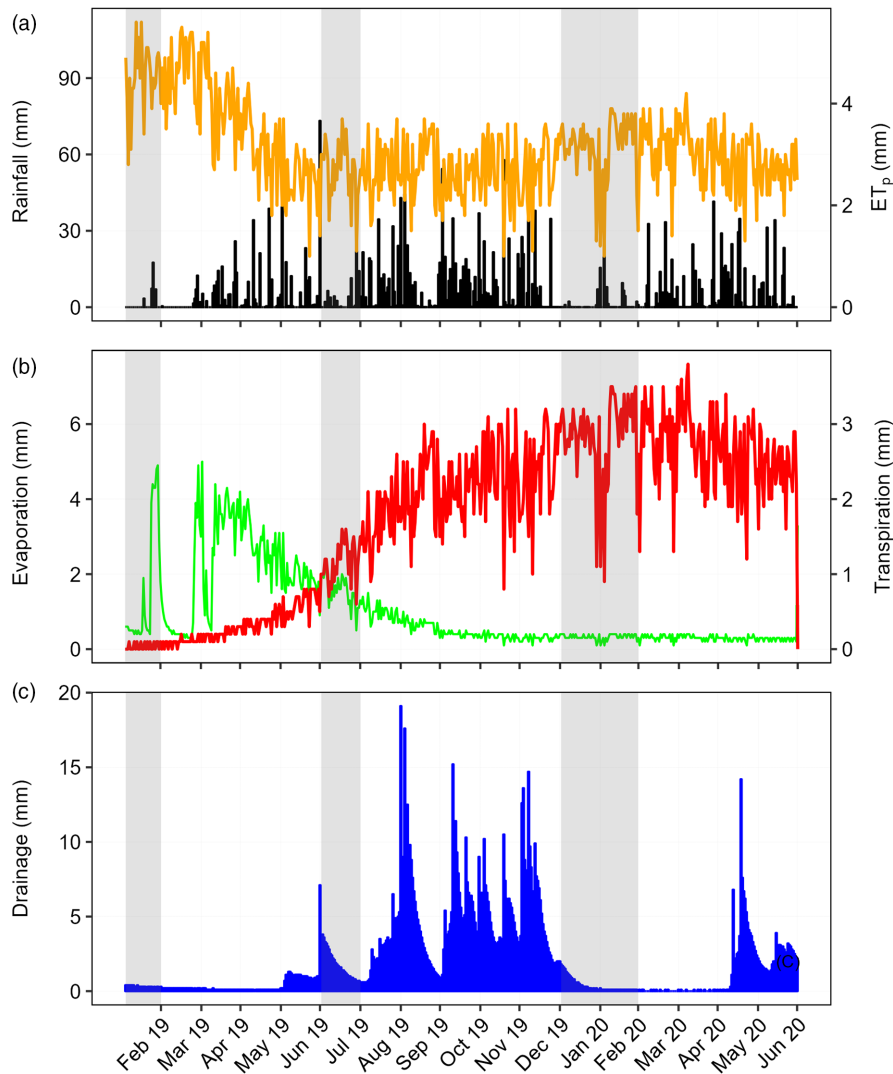 (a)
Rainfall (mm)
90
60
30
0
4
2
0
ETp (mm)
(b)
Evaporation (mm)
6
4
2
0
3
2
1
0
Transpiration (mm)
(c)
Drainage (mm)
20
15
10
5
0
(C)
Feb 19
Mar 19
Apr 19
May 19
Jun 19
Jul 19
Aug 19
Sep 19
Oct 19
Nov 19
Dec 19
Jan 20
Feb 20
Mar 20
Apr 20
May 20
Jun 20